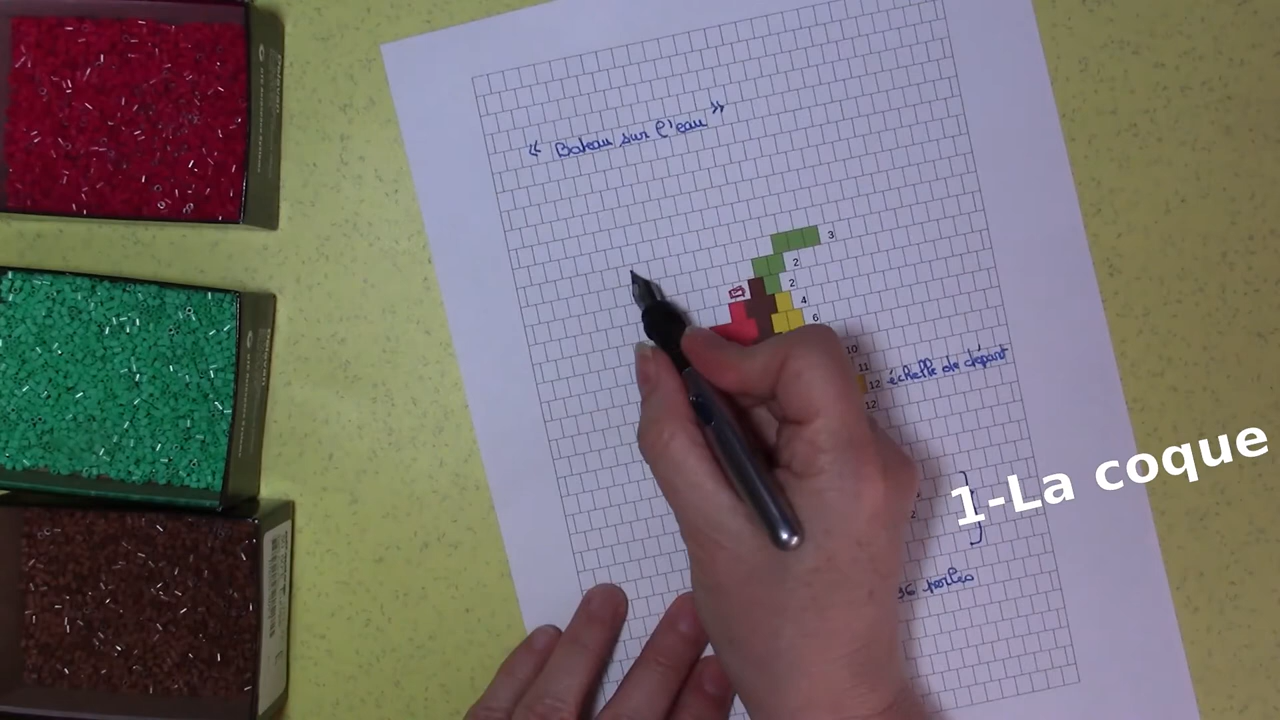 « Bateau sur l'eau »
3
2
2
4
6
10
11
12 échelle de départ
12
1-La coque
2
16 perles